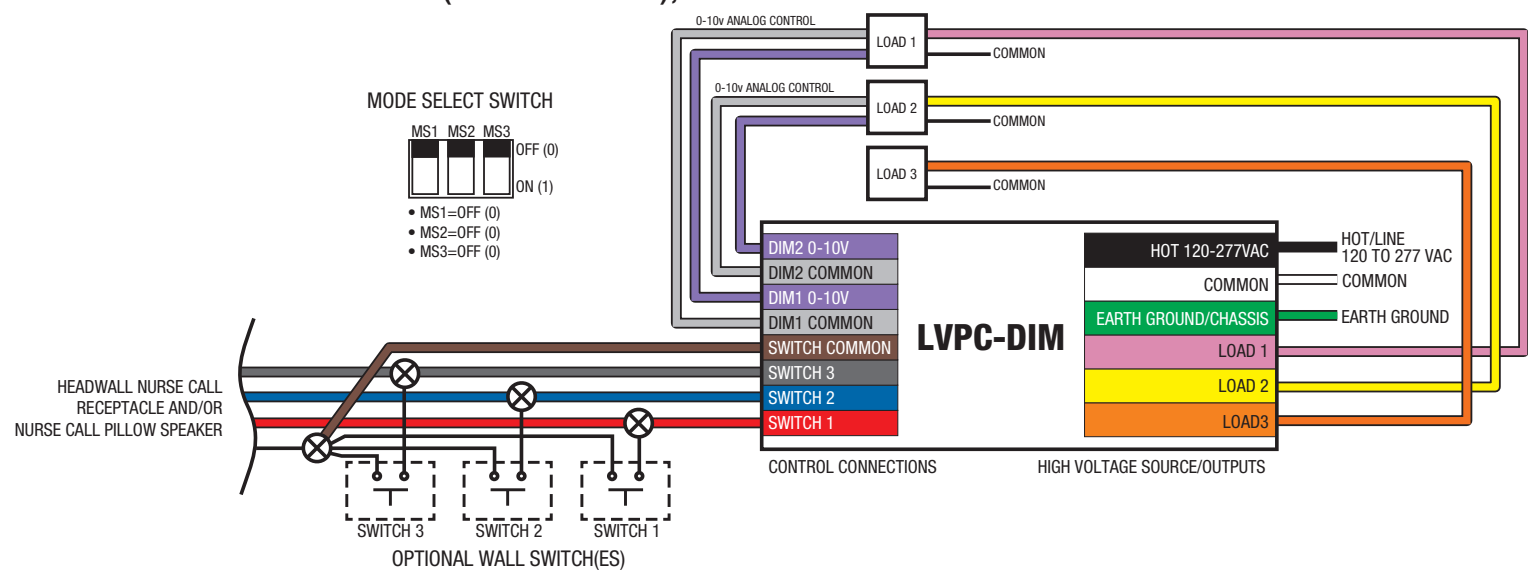 0-10v ANALOG CONTROL
LOAD 1
COMMON
0-10v ANALOG CONTROL
LOAD 2
COMMON
LOAD 3
COMMON
MODE SELECT SWITCH
MS1 MS2 MS3
OFF (0)
ON (1)
• MS1=OFF (0)
• MS2=OFF (0)
• MS3=OFF (0)
DIM2 0-10V
DIM2 COMMON
DIM1 0-10V
DIM1 COMMON
SWITCH COMMON
SWITCH 3
SWITCH 2
SWITCH 1
LVPC-DIM
HOT 120-277VAC
COMMON
EARTH GROUND/CHASSIS
LOAD 1
LOAD 2
LOAD3
HOT/LINE
120 TO 277 VAC
COMMON
EARTH GROUND
CONTROL CONNECTIONS
HIGH VOLTAGE SOURCE/OUTPUTS
HEADWALL NURSE CALL
RECEPTACLE AND/OR
NURSE CALL PILLOW SPEAKER
SWITCH 3
SWITCH 2
SWITCH 1
OPTIONAL WALL SWITCH(ES)